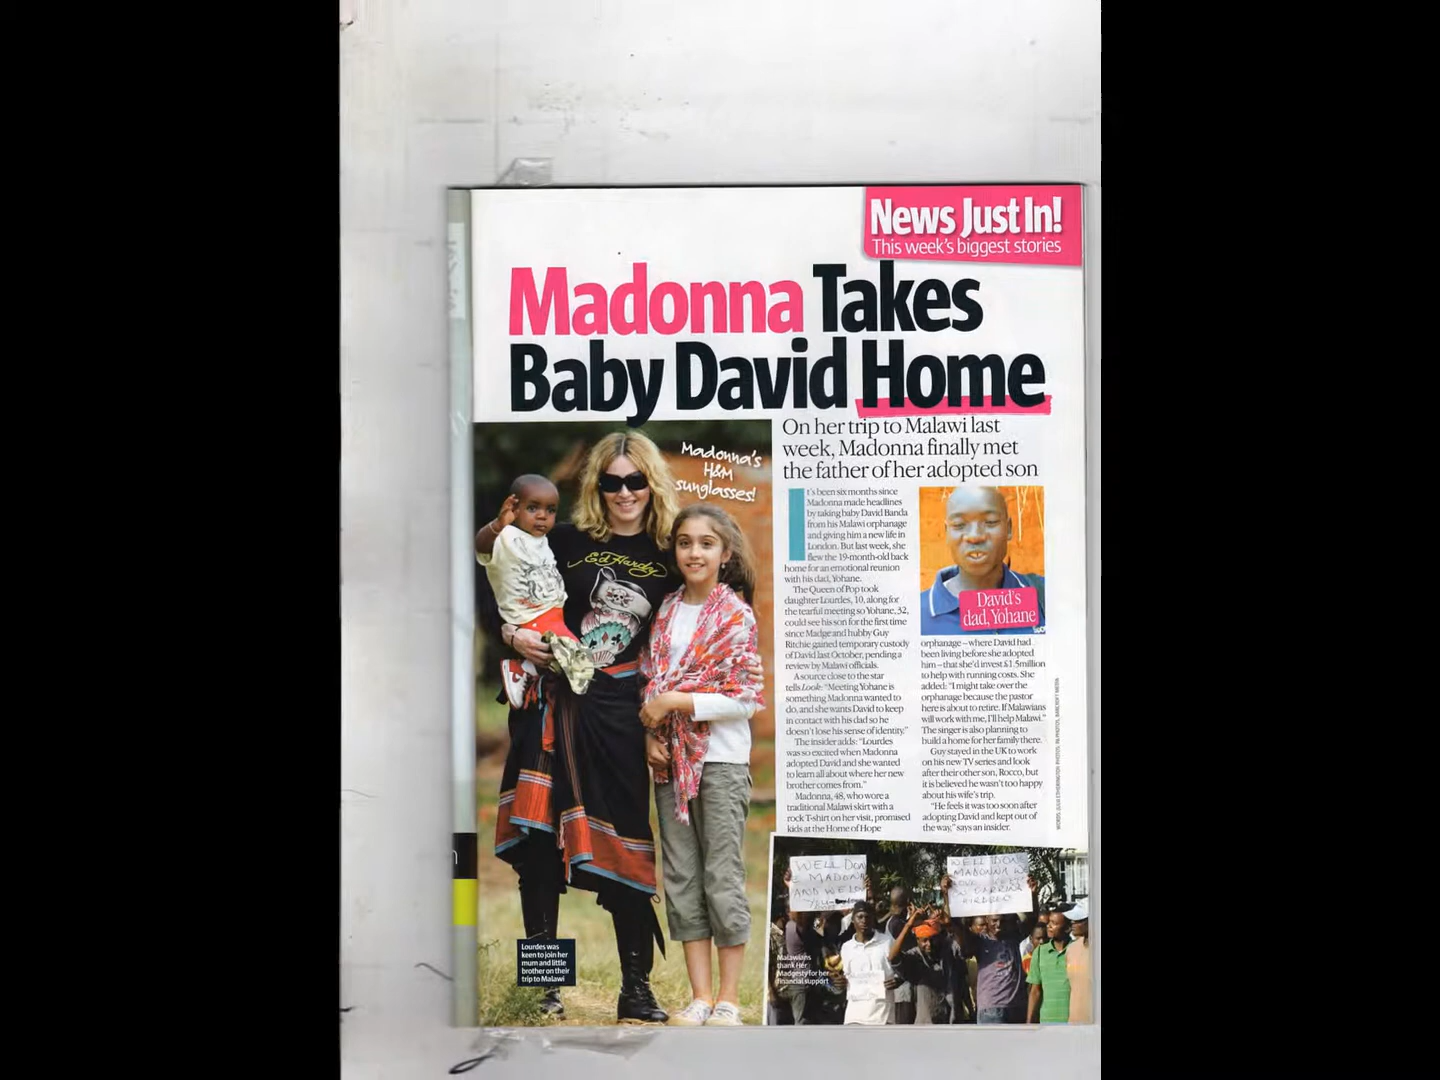 News Just In!
This week's biggest stories
Madonna Takes
Baby David Home
On her trip to Malawi last
week, Madonna finally met
the father of her adopted son
Madonna's
H&M
sunglasses!
Ed Hardy
It's been six months since
Madonna made headlines
by taking baby David Banda
from his Malawi orphanage
and giving him a new life in
London. But last week, she
flew the 19-month-old back
home for an emotional reunion
with his dad, Yohane.
The Queen of Pop took
daughter Lourdes, 10, along for
the tearful meeting so Yohane, 32,
could see his son for the first time
since Madge and hubby Guy
Ritchie gained temporary custody
of David last October, pending a
review by Malawi officials.
A source close to the star
tells Look: "Meeting Yohane is
something Madonna wanted to
do, and she wants David to keep
in contact with his dad so he
doesn't lose his sense of identity."
The insider adds: "Lourdes
was so excited when Madonna
adopted David and she wanted
to learn all about where her new
brother comes from."
Madonna, 48, who wore a
traditional Malawi skirt with a
rock T-shirt on her visit, promised
kids at the Home of Hope
David's
dad, Yohane
orphanage – where David had
been living before she adopted
him – that she'd invest £1.5million
to help with running costs. She
added: "I might take over the
orphanage because the pastor
here is about to retire. If Malawians
will work with me, I'll help Malawi."
The singer is also planning to
build a home for her family there.
Guy stayed in the UK to work
on his new TV series and look
after their other son, Rocco, but
it is believed he wasn't too happy
about his wife's trip.
"He feels it was too soon after
adopting David and kept out of
the way," says an insider.
Lourdes was
keen to join her
mum and little
brother on their
trip to Malawi
WELL DON
MADONN
AND WE LO
YOU
WELL DON
MADONNA W
Malawians
thank Her
Madgesty for her
financial support